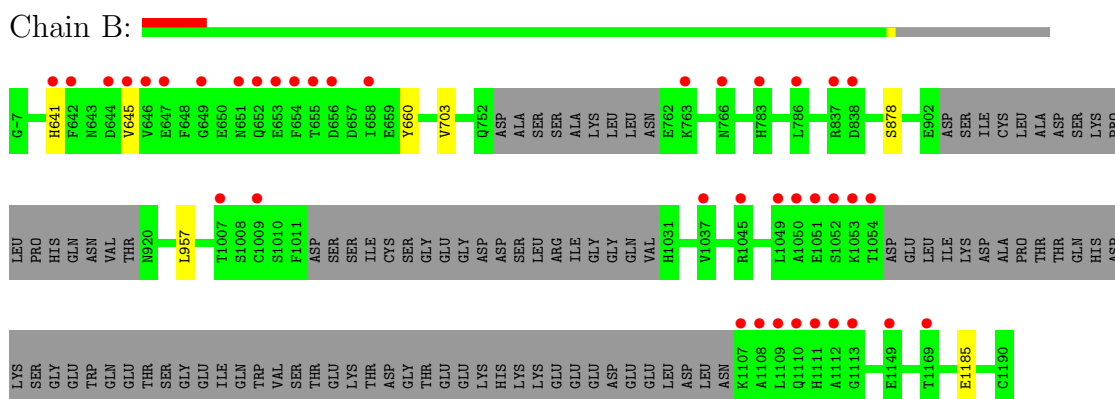 Chain B:
G-7 H641 F642 N643 D644 V645 V646 E647 F648 G649 E650 N651 Q652 E653 F654 T655 D656 D657 I658 E659 Y660 V703 Q752 ASP ALA SER SER ALA LYS LEU LEU ASN E762 K763 N766 H783 L786 R837 D838 S878 E902 ASP SER ILE CYS LEU ALA ASP SER LYS PRO
LEU PRO HIS GLN ASN VAL THR N920 L957 T1007 S1008 C1009 S1010 F1011 ASP SER SER ILE CYS SER GLY GLU GLY ASP ASP SER LEU ARG ILE GLY GLY GLN VAL H1031 V1037 R1045 L1049 A1050 E1051 S1052 K1053 T1054 ASP GLU LEU ILE LYS ASP ALA PRO THR THR GLN HIS ASP
LYS SER GLY GLU TRP GLN GLU THR SER GLY GLU ILE GLN TRP VAL SER THR GLU LYS THR ASP GLY THR GLU GLU LYS HIS LYS LYS GLU GLU GLU ASP GLU GLU LEU ASP LEU ASN K1107 A1108 L1109 Q1110 H1111 A1112 G1113 E1149 T1169 E1185 C1190